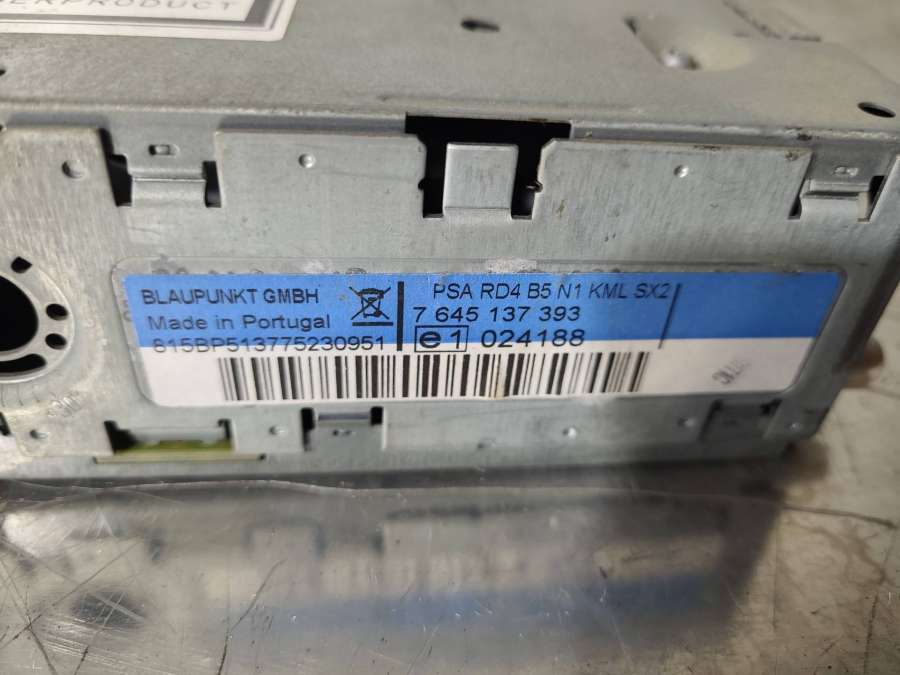 BLAUPUNKT GMBH
Made in Portugal
815BP513775230951
PSA RD4 B5 N1 KML SX2
7 645 137 393
e1 024188